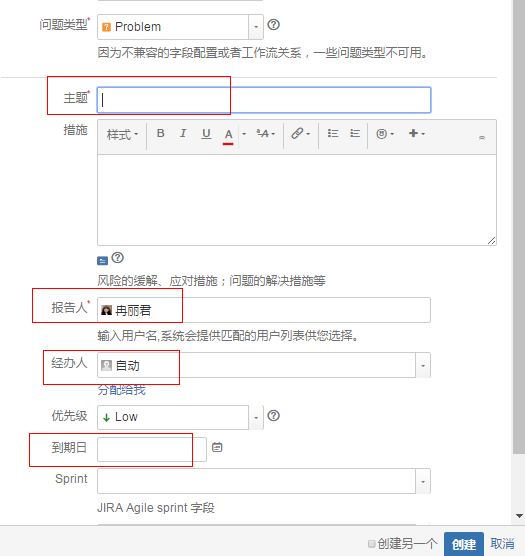 问题类型* Problem
因为不兼容的字段配置或者工作流关系，一些问题类型不可用。
主题*
措施 样式 B I U A ᵃA
风险的缓解、应对措施；问题的解决措施等
报告人* 冉丽君
输入用户名,系统会提供匹配的用户列表供您选择。
经办人 自动
分配给我
优先级 Low
到期日
Sprint
JIRA Agile sprint 字段
创建另一个 创建 取消